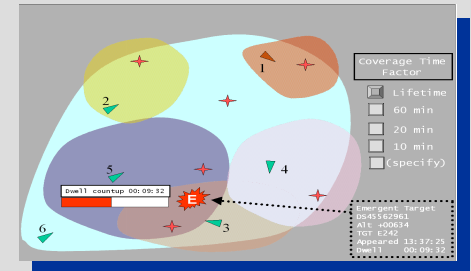 1
Coverage Time
Factor
Lifetime
60 min
20 min
10 min
(specify)
2
5
4
Dwell countup 00:09:32
E
3
6
Emergent Target
DS45562961
Alt +00634
TGT E242
Appeared 13:37:25
Dwell 00:09:32